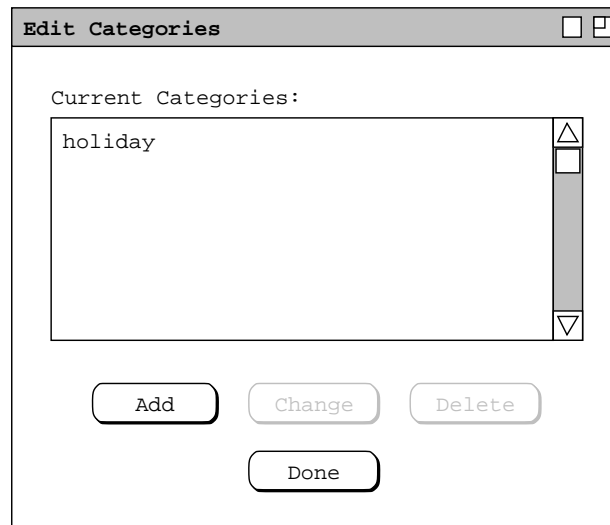 Edit Categories
Current Categories:
holiday
Add Change Delete
Done